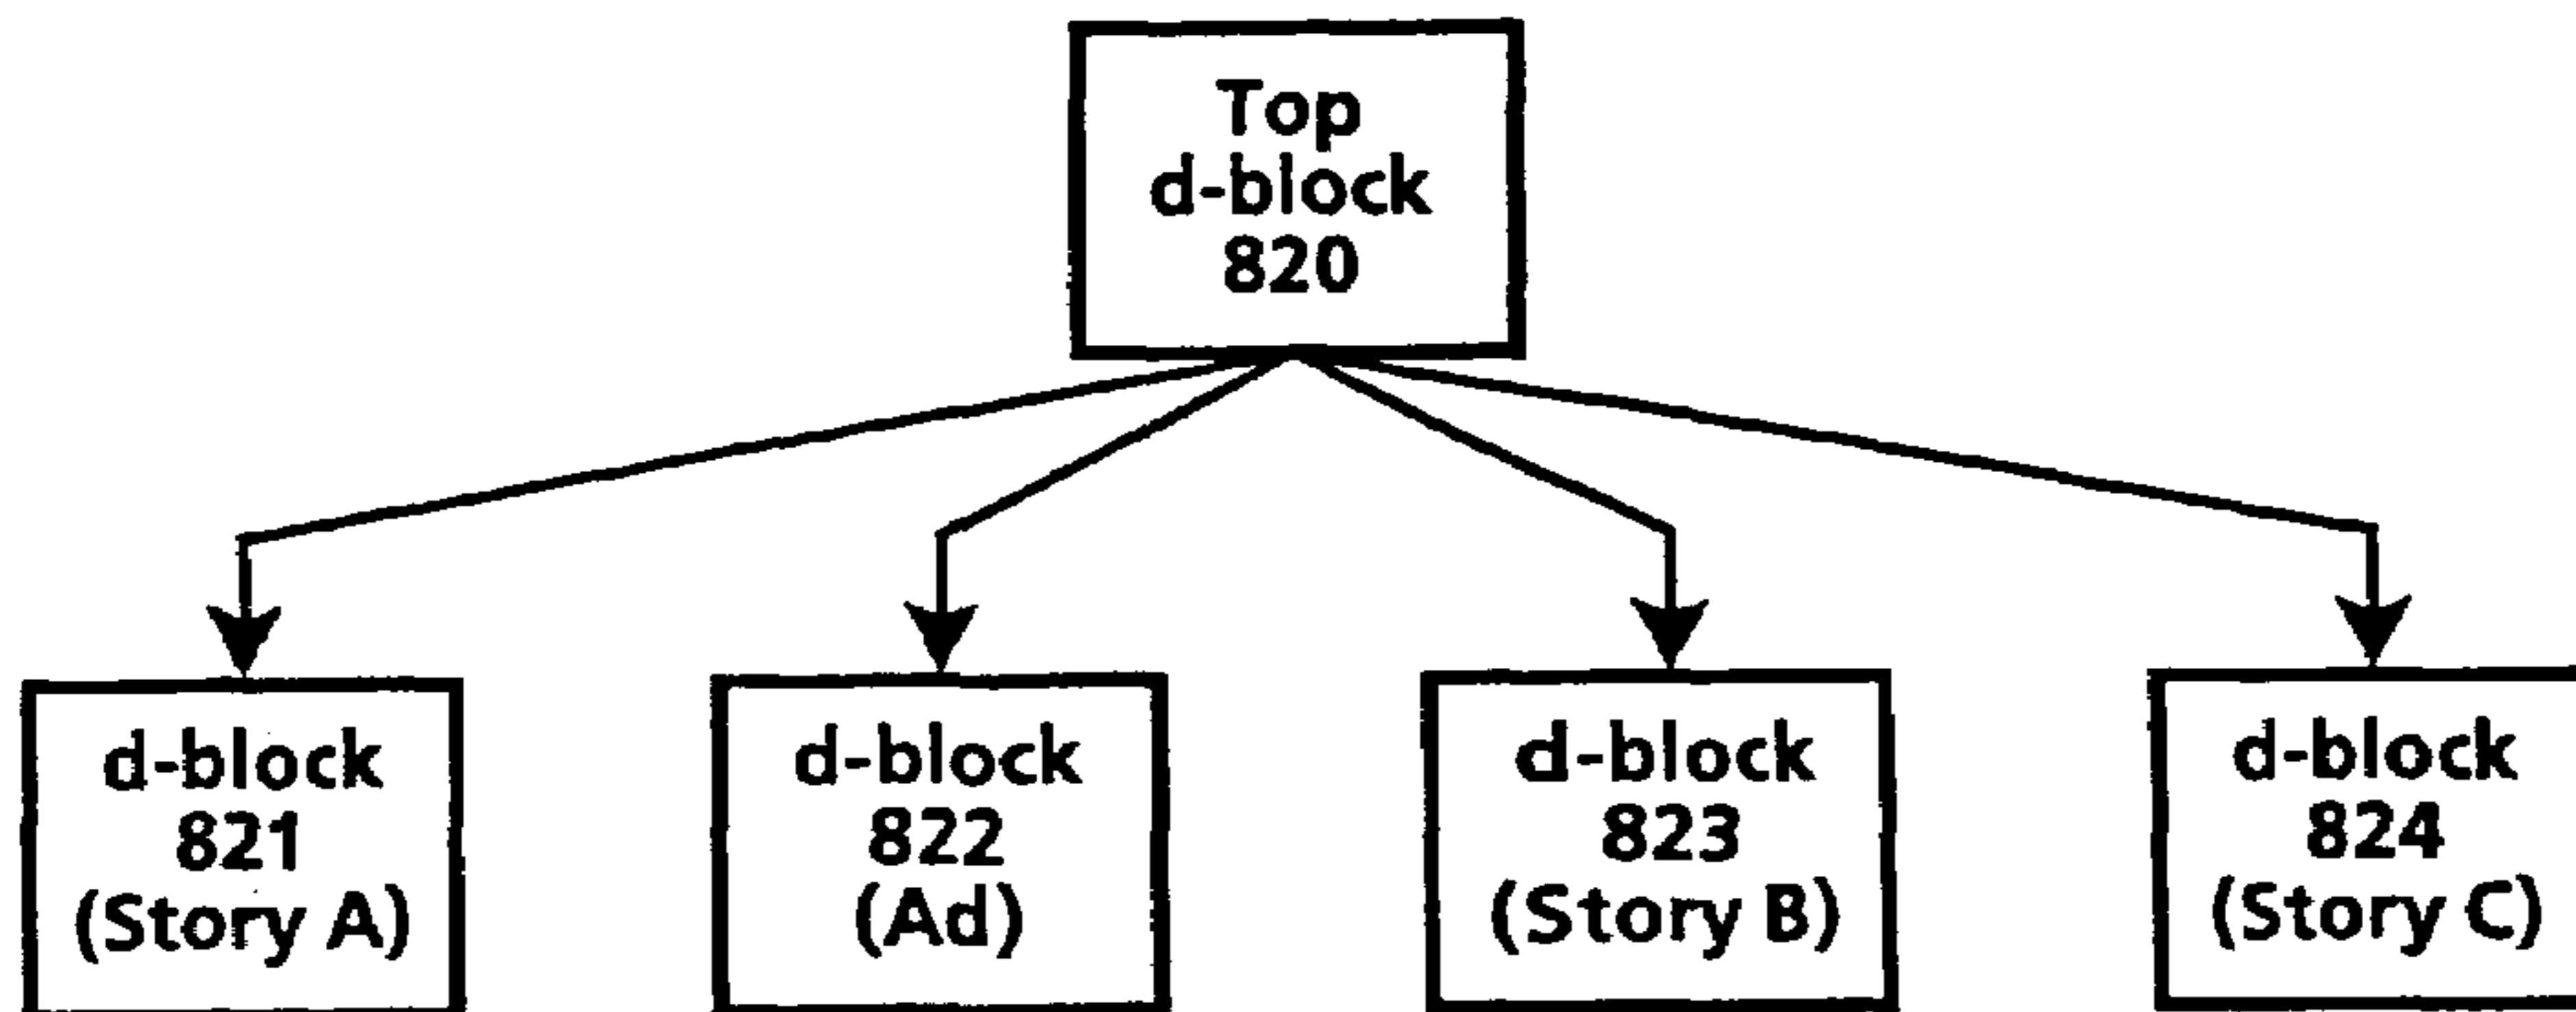 Top
d-block
820
d-block
821
(Story A)
d-block
822
(Ad)
d-block
823
(Story B)
d-block
824
(Story C)